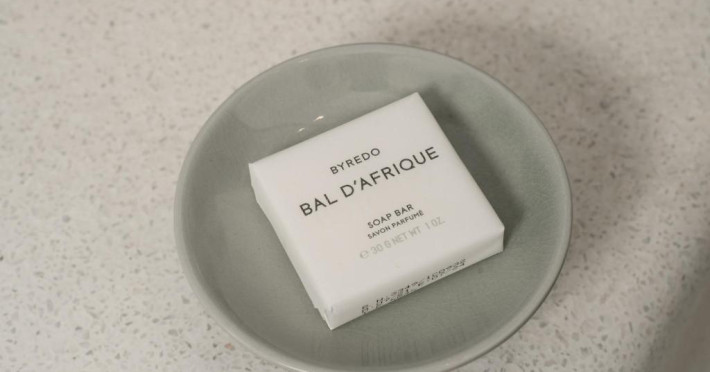 BYREDO
BAL D'AFRIQUE
SOAP BAR
SAVON PARFUMÉ
℮ 30 G NET WT 1 OZ.